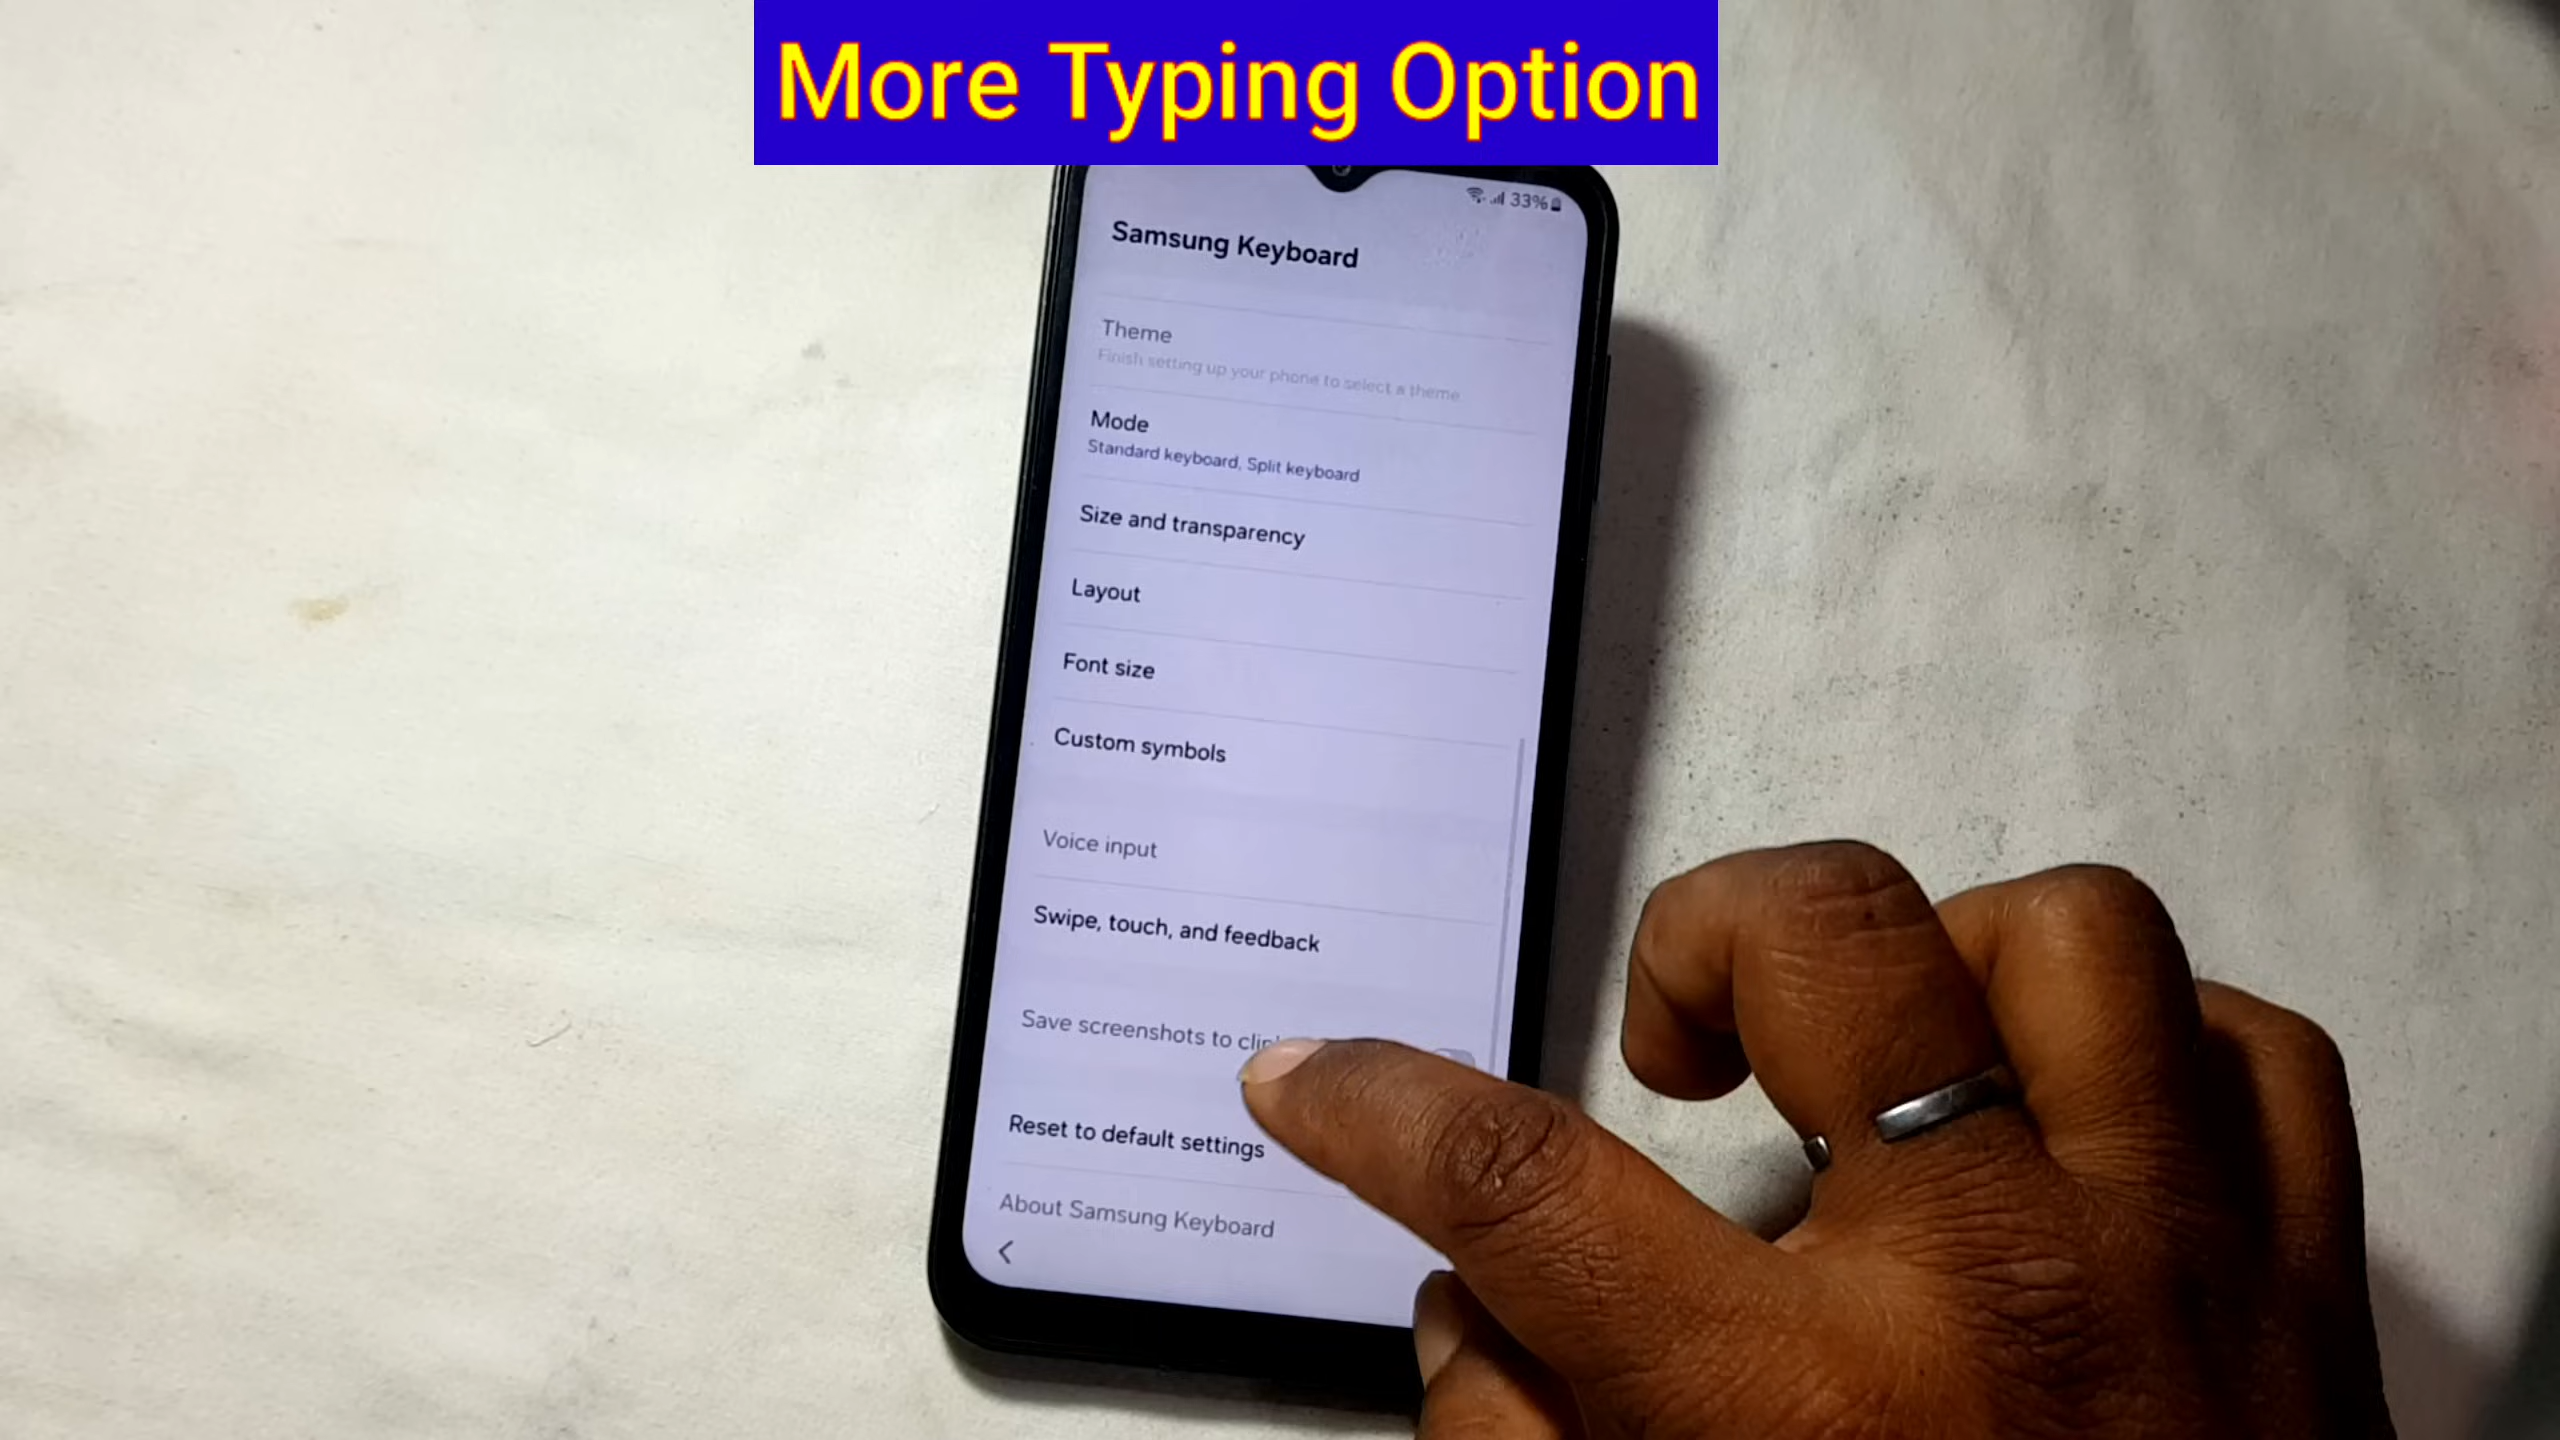 More Typing Option
33%
Samsung Keyboard
Theme
Finish setting up your phone to select a theme
Mode
Standard keyboard, Split keyboard
Size and transparency
Layout
Font size
Custom symbols
Voice input
Swipe, touch, and feedback
Save screenshots to
Reset to default settings
About Samsung Keyboard